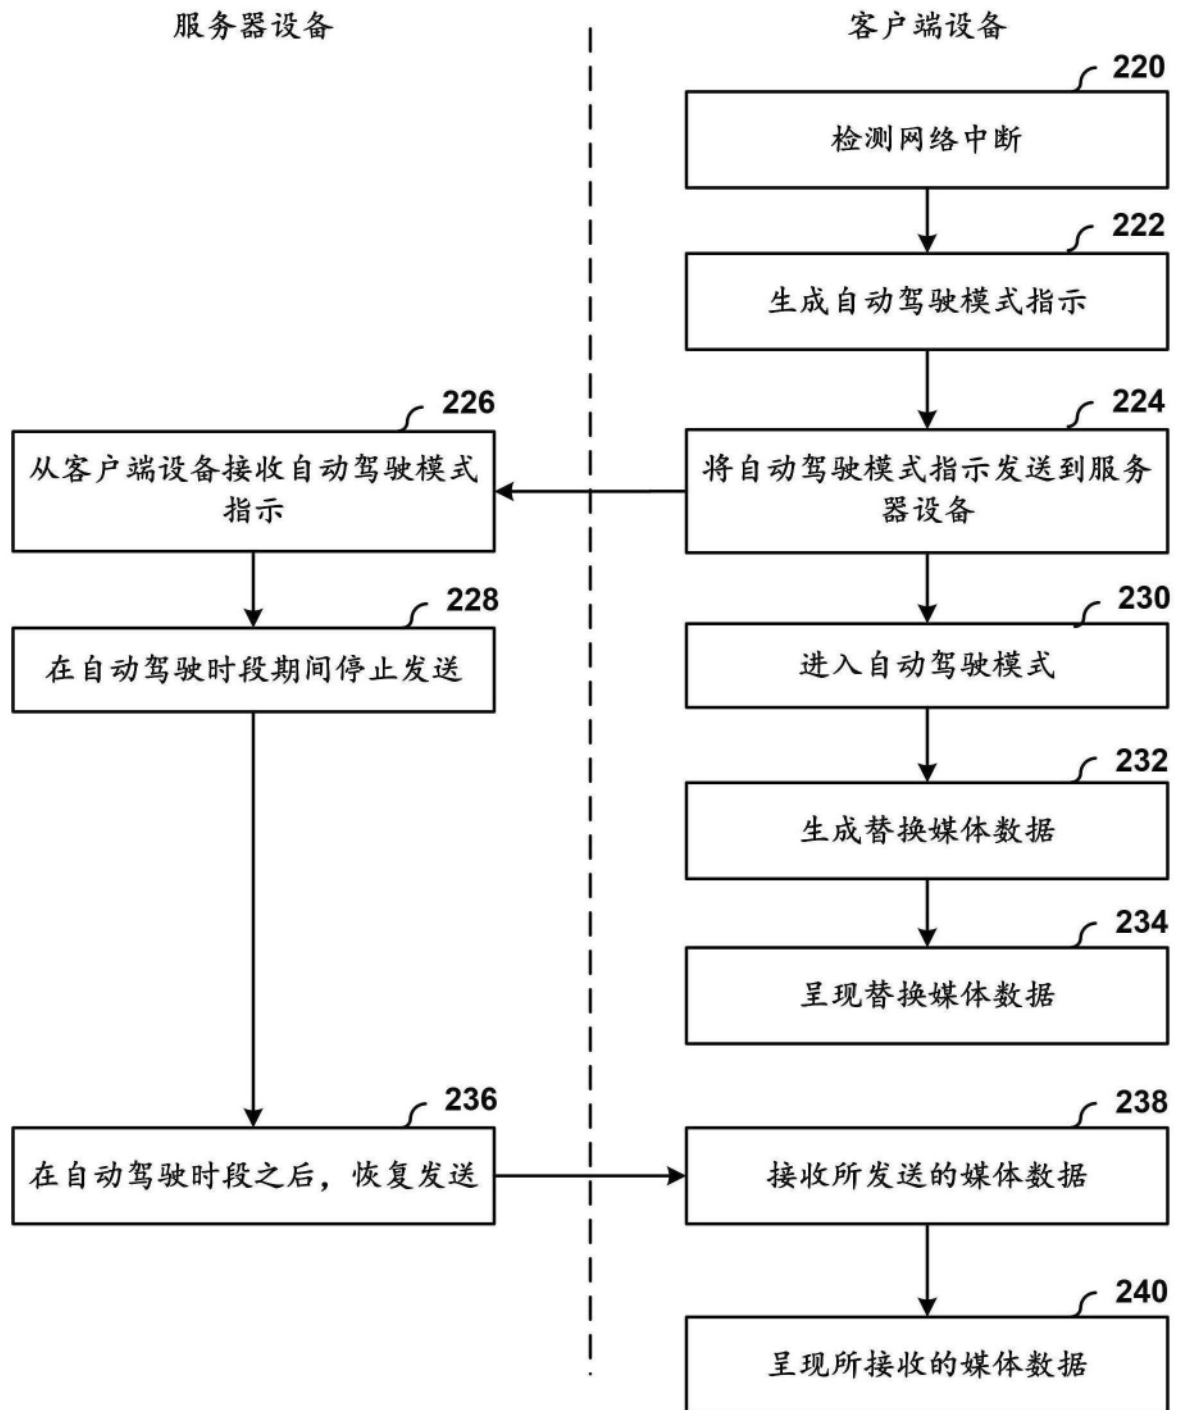 服务器设备
客户端设备
220
检测网络中断
222
生成自动驾驶模式指示
224
将自动驾驶模式指示发送到服务
器设备
226
从客户端设备接收自动驾驶模式
指示
228
在自动驾驶时段期间停止发送
230
进入自动驾驶模式
232
生成替换媒体数据
234
呈现替换媒体数据
236
在自动驾驶时段之后，恢复发送
238
接收所发送的媒体数据
240
呈现所接收的媒体数据